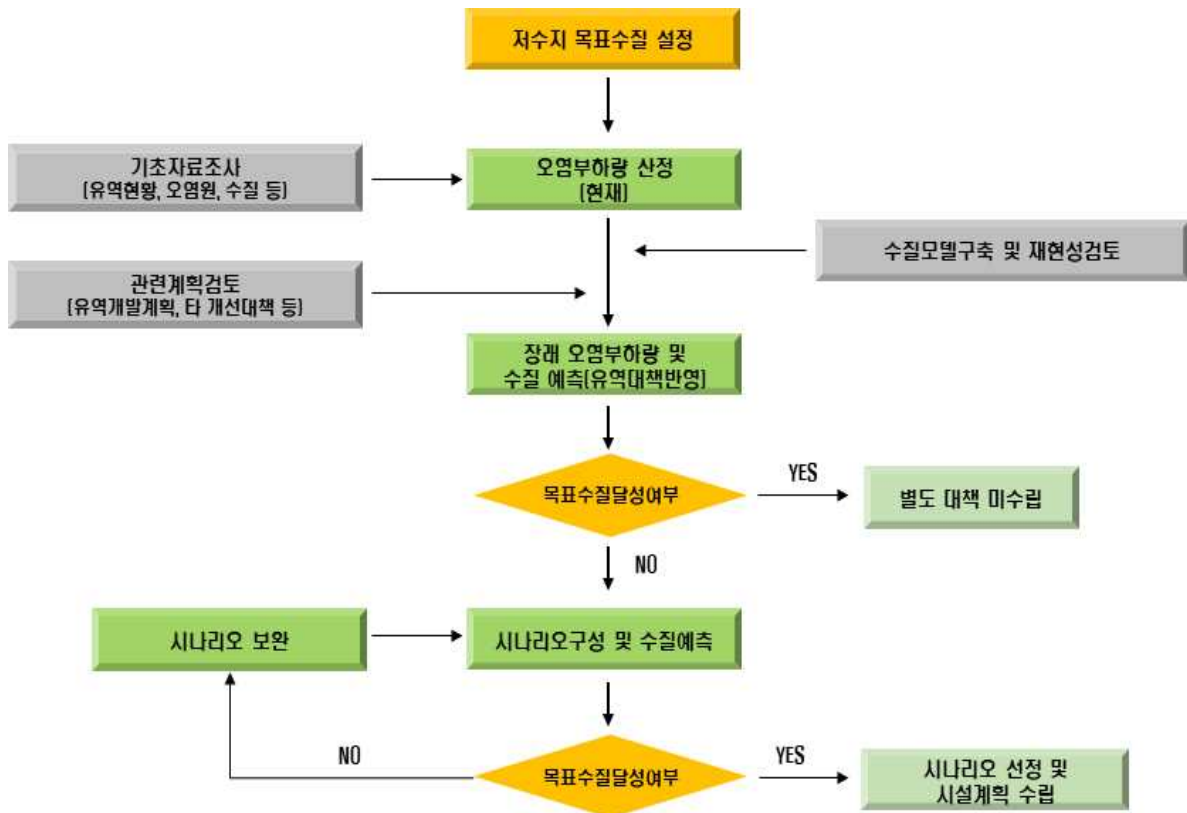 저수지 목표수질 설정
기초자료조사
(유역현황, 오염원, 수질 등)
오염부하량 산정
(현재)
수질모델구축 및 재현성검토
관련계획검토
(유역개발계획, 타 개선대책 등)
장래 오염부하량 및
수질 예측(유역대책반영)
목표수질달성여부
YES
별도 대책 미수립
NO
시나리오 보완
시나리오구성 및 수질예측
NO
목표수질달성여부
YES
시나리오 선정 및
시설계획 수립